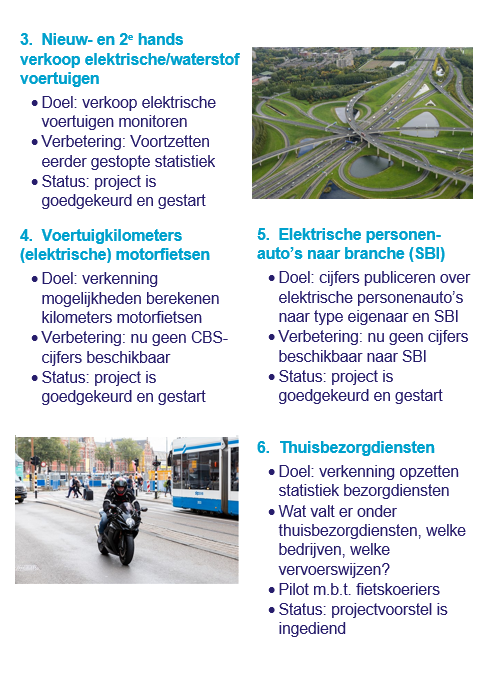 3. Nieuw- en 2e hands
verkoop elektrische/waterstof
voertuigen
• Doel: verkoop elektrische
voertuigen monitoren
• Verbetering: Voortzetten
eerder gestopte statistiek
• Status: project is
goedgekeurd en gestart
4. Voertuigkilometers
(elektrische) motorfietsen
• Doel: verkenning
mogelijkheden berekenen
kilometers motorfietsen
• Verbetering: nu geen CBS-
cijfers beschikbaar
• Status: project is
goedgekeurd en gestart
5. Elektrische personen-
auto’s naar branche (SBI)
• Doel: cijfers publiceren over
elektrische personenauto’s
naar type eigenaar en SBI
• Verbetering: nu geen cijfers
beschikbaar naar SBI
• Status: project is
goedgekeurd en gestart
6. Thuisbezorgdiensten
• Doel: verkenning opzetten
statistiek bezorgdiensten
• Wat valt er onder
thuisbezorgdiensten, welke
bedrijven, welke
vervoerswijzen?
• Pilot m.b.t. fietskoeriers
• Status: projectvoorstel is
ingediend